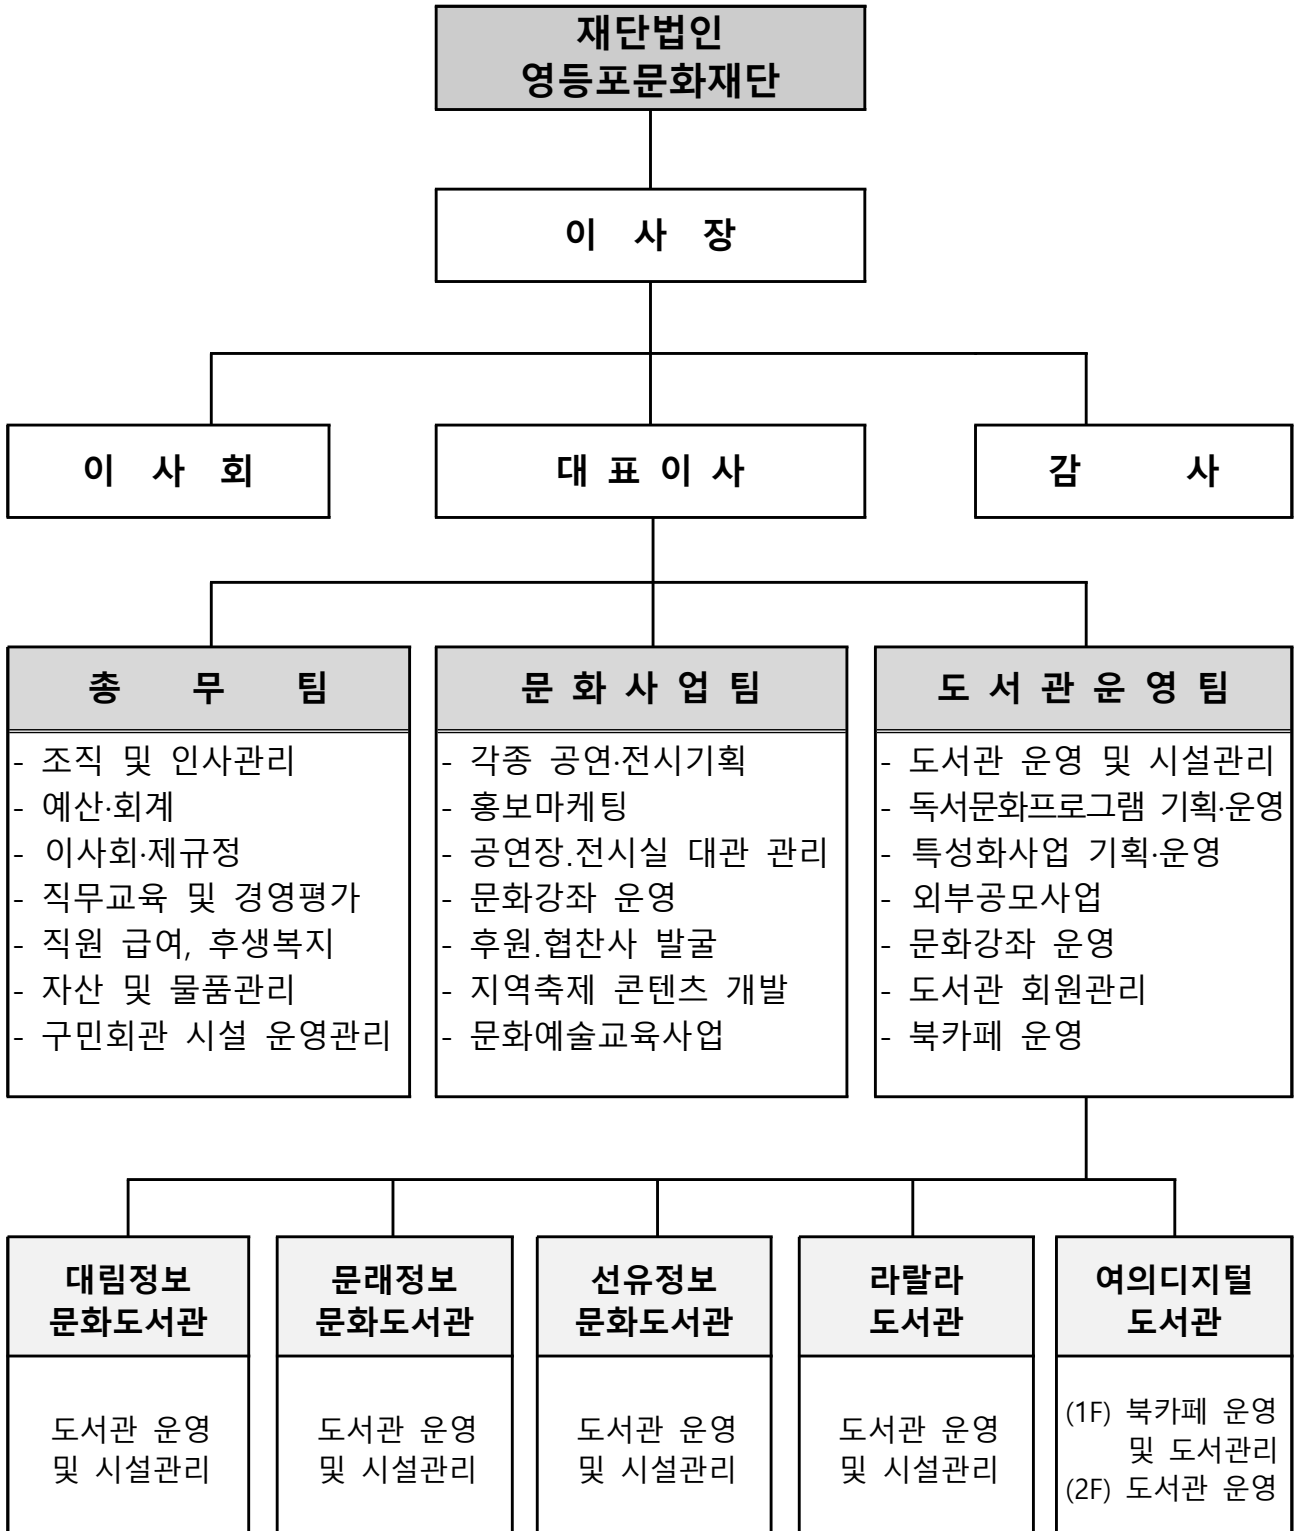 재단법인
영등포문화재단
이 사 장
이 사 회
대 표 이 사
감 사
총 무 팀
- 조직 및 인사관리
- 예산·회계
- 이사회·제규정
- 직무교육 및 경영평가
- 직원 급여, 후생복지
- 자산 및 물품관리
- 구민회관 시설 운영관리
문 화 사 업 팀
- 각종 공연·전시기획
- 홍보마케팅
- 공연장.전시실 대관 관리
- 문화강좌 운영
- 후원.협찬사 발굴
- 지역축제 콘텐츠 개발
- 문화예술교육사업
도 서 관 운 영 팀
- 도서관 운영 및 시설관리
- 독서문화프로그램 기획·운영
- 특성화사업 기획·운영
- 외부공모사업
- 문화강좌 운영
- 도서관 회원관리
- 북카페 운영
대림정보
문화도서관
도서관 운영
및 시설관리
문래정보
문화도서관
도서관 운영
및 시설관리
선유정보
문화도서관
도서관 운영
및 시설관리
라랄라
도서관
도서관 운영
및 시설관리
여의디지털
도서관
(1F) 북카페 운영
및 도서관리
(2F) 도서관 운영